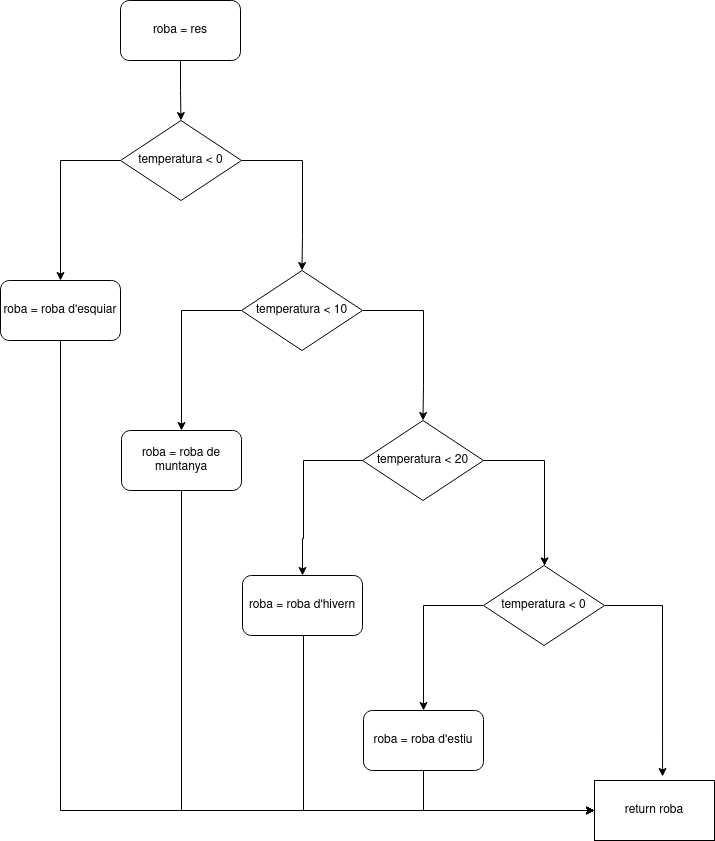 roba = res
temperatura < 0
roba = roba d'esquiar
temperatura < 10
roba = roba de
muntanya
temperatura < 20
roba = roba d'hivern
temperatura < 0
roba = roba d'estiu
return roba